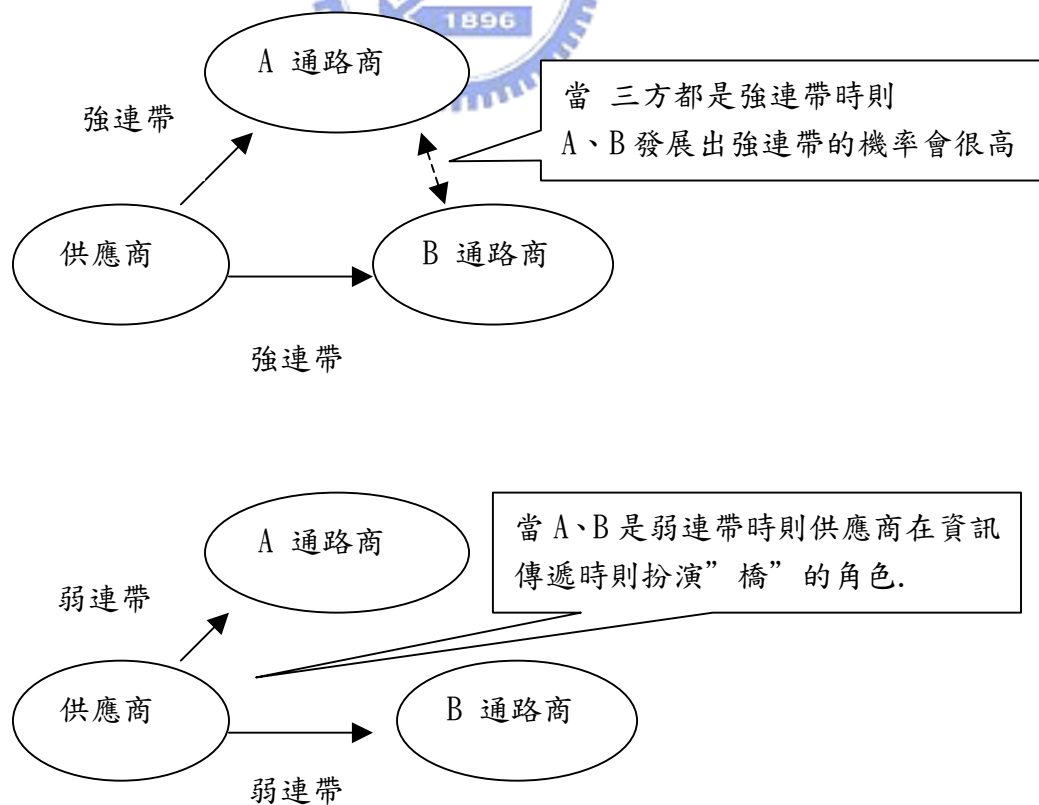 1896
A 通路商
當 三方都是強連帶時則
A、B 發展出強連帶的機率會很高
強連帶
供應商
B 通路商
強連帶
A 通路商
當 A、B 是弱連帶時則供應商在資訊
傳遞時則扮演”橋”的角色.
弱連帶
供應商
B 通路商
弱連帶